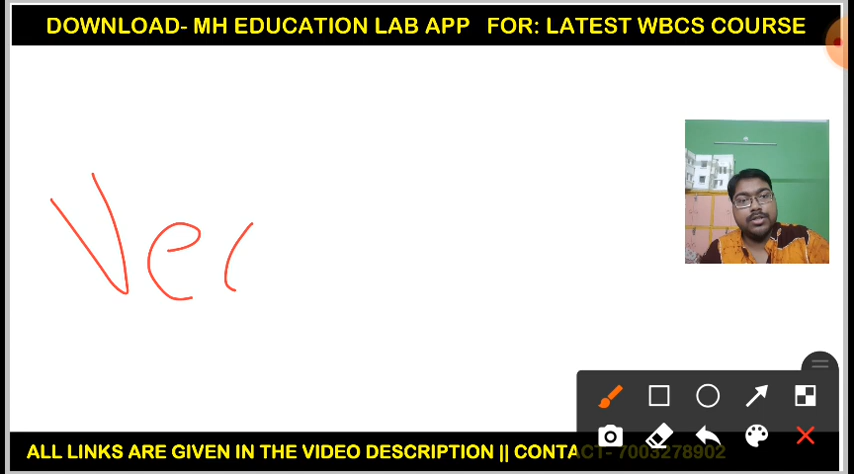 DOWNLOAD- MH EDUCATION LAB APP FOR: LATEST WBCS COURSE
Vec
ALL LINKS ARE GIVEN IN THE VIDEO DESCRIPTION || CONTACT- 7003278902